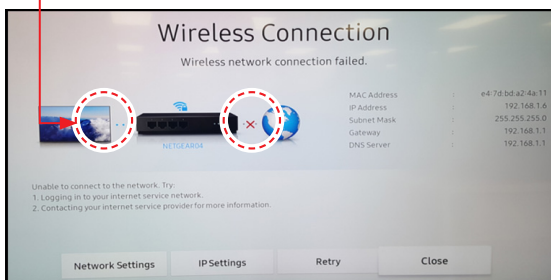 Wireless Connection
Wireless network connection failed.
MAC Address : e4:7d:bd:a2:4a:11
IP Address : 192.168.1.6
Subnet Mask : 255.255.255.0
Gateway : 192.168.1.1
DNS Server : 192.168.1.1
NETGEAR04
Unable to connect to the network. Try:
1. Logging in to your internet service network.
2. Contacting your internet service provider for more information.
Network Settings
IP Settings
Retry
Close